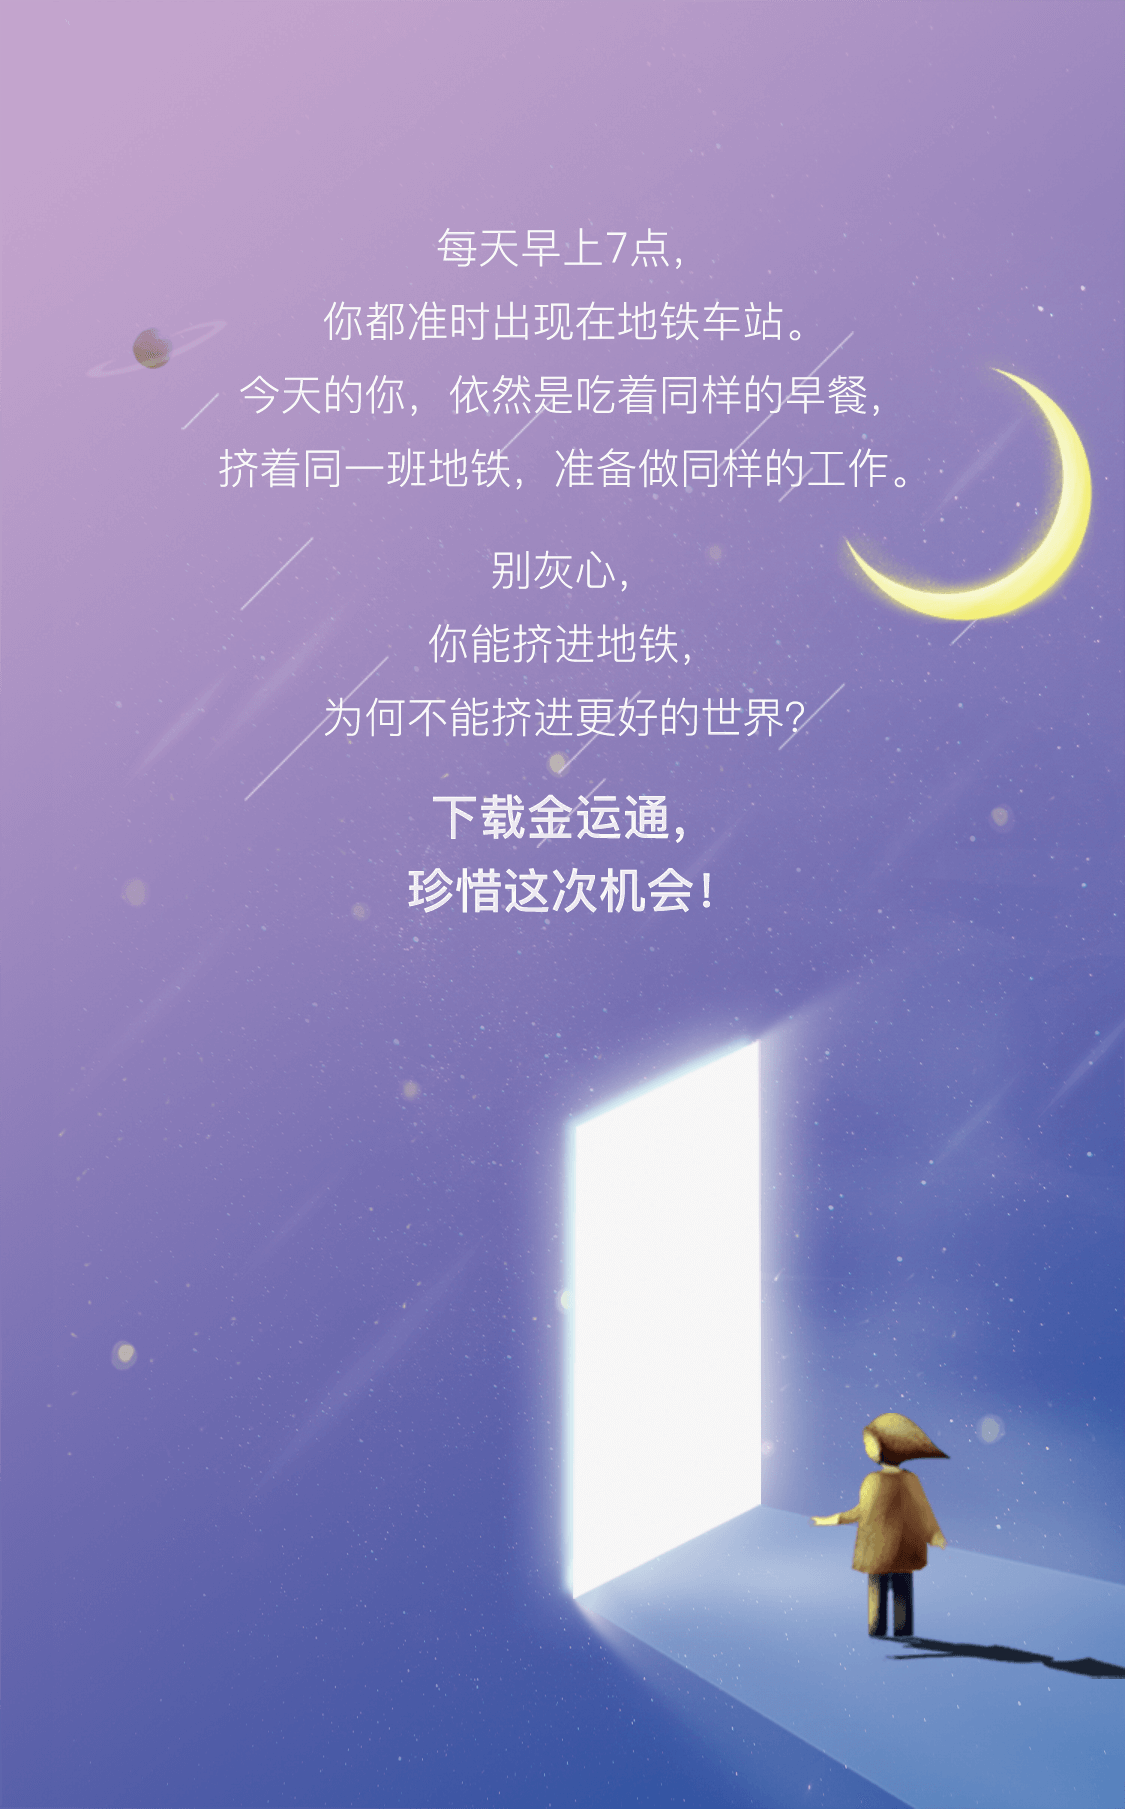 每天早上7点，
你都准时出现在地铁车站。
今天的你，依然是吃着同样的早餐，
挤着同一班地铁，准备做同样的工作。
别灰心，
你能挤进地铁，
为何不能挤进更好的世界？
下载金运通，
珍惜这次机会！